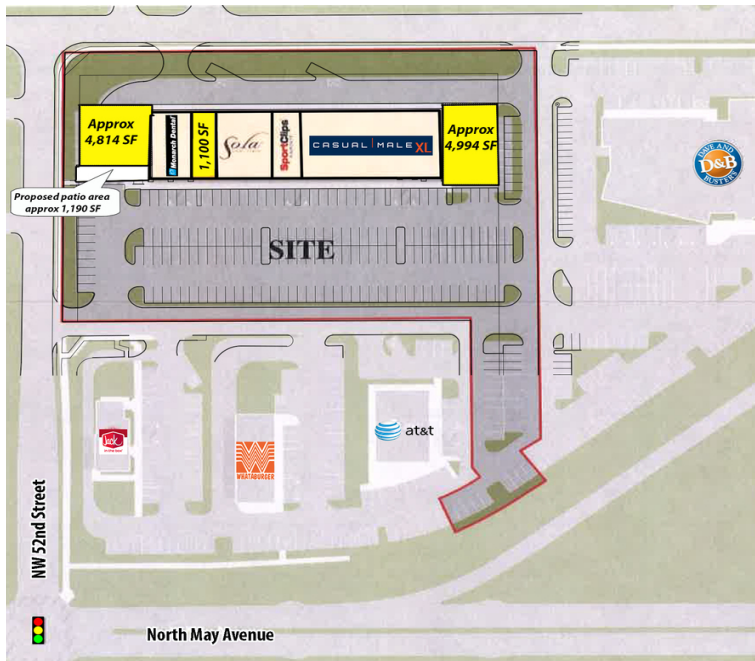 Approx
4,814 SF
Monarch Dental
1,100 SF
Sola
SportClips
HAIRCUTS
CASUAL MALE XL
Approx
4,994 SF
DAVE AND
D&B
BUSTERS
Proposed patio area
approx 1,190 SF
SITE
Jack
WHATABURGER
at&t
NW 52nd Street
North May Avenue